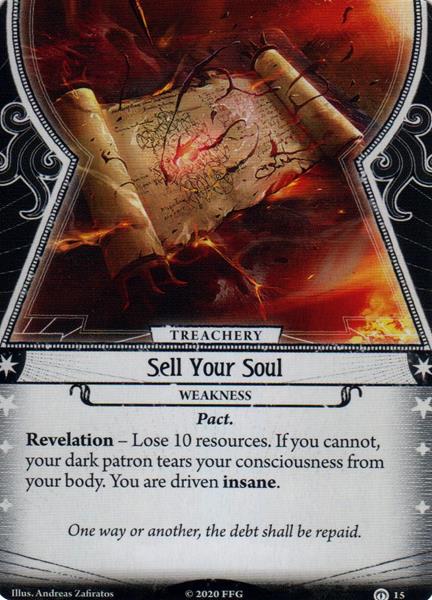 TREACHERY
Sell Your Soul
WEAKNESS
Pact.
Revelation – Lose 10 resources. If you cannot,
your dark patron tears your consciousness from
your body. You are driven insane.
One way or another, the debt shall be repaid.
Illus. Andreas Zafiratos © 2020 FFG 15